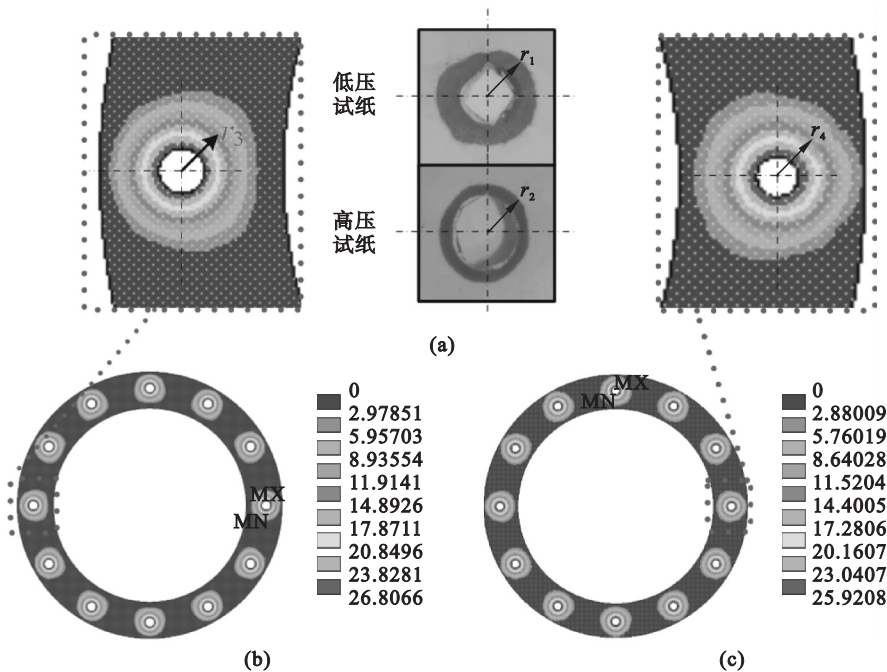 r3
低压
试纸
r1
高压
试纸
r2
r4
(a)
MX
MN
0
2.97851
5.95703
8.93554
11.9141
14.8926
17.8711
20.8496
23.8281
26.8066
(b)
MX
MN
0
2.88009
5.76019
8.64028
11.5204
14.4005
17.2806
20.1607
23.0407
25.9208
(c)